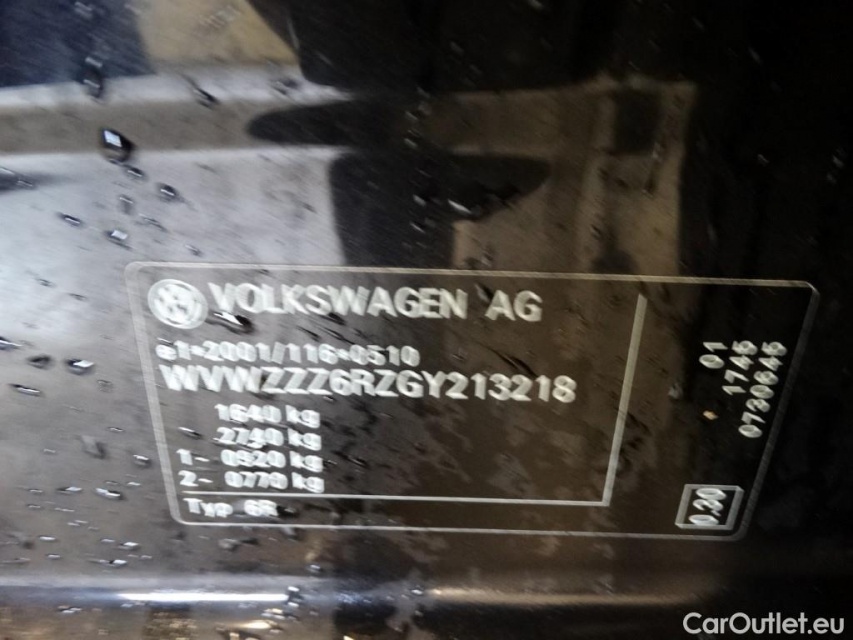 VOLKSWAGEN AG
e1*2001/116*0510
WVWZZZ6RZGY213218
1640 kg
2740 kg
1- 0920 kg
2- 0770 kg
Typ 6R
01
1745
0730645
0.30
CarOutlet.eu